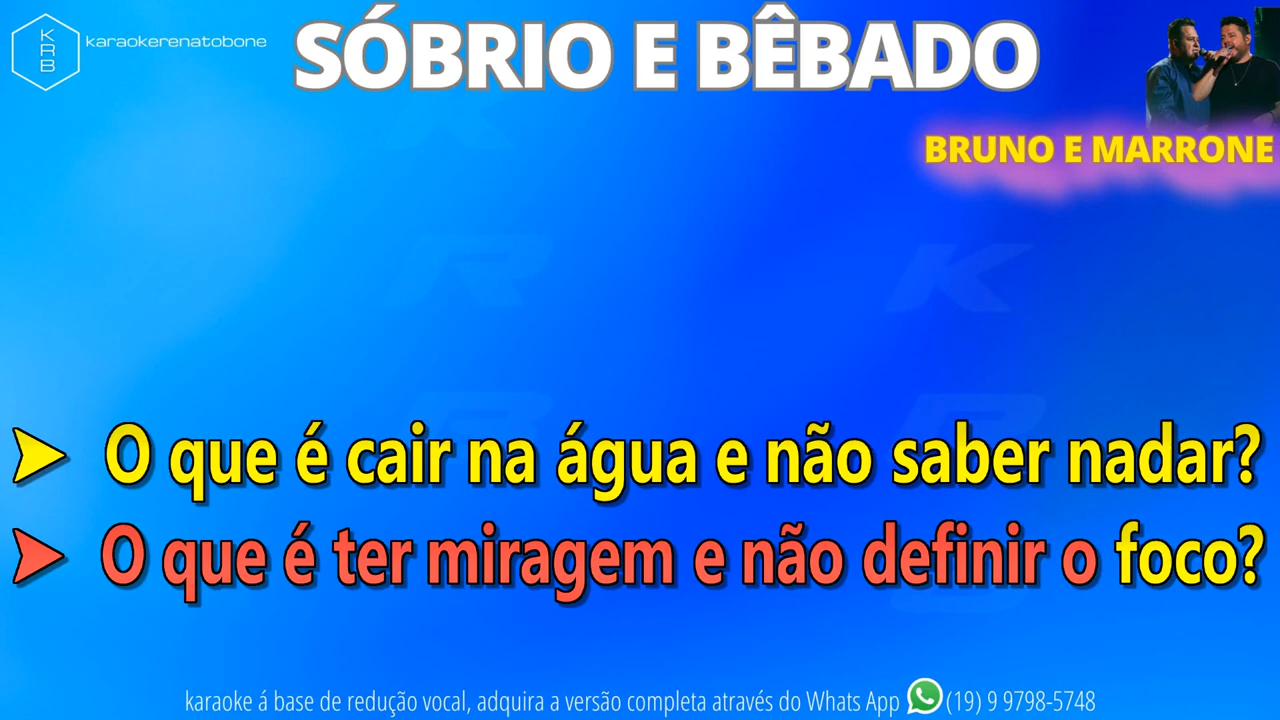 K
R
B
karaokerenatobone
SÓBRIO E BÊBADO
BRUNO E MARRONE
K
R
K
B
B
O que é cair na água e não saber nadar?
O que é ter miragem e não definir o foco?
karaoke á base de redução vocal, adquira a versão completa através do Whats App (19) 9 9798-5748